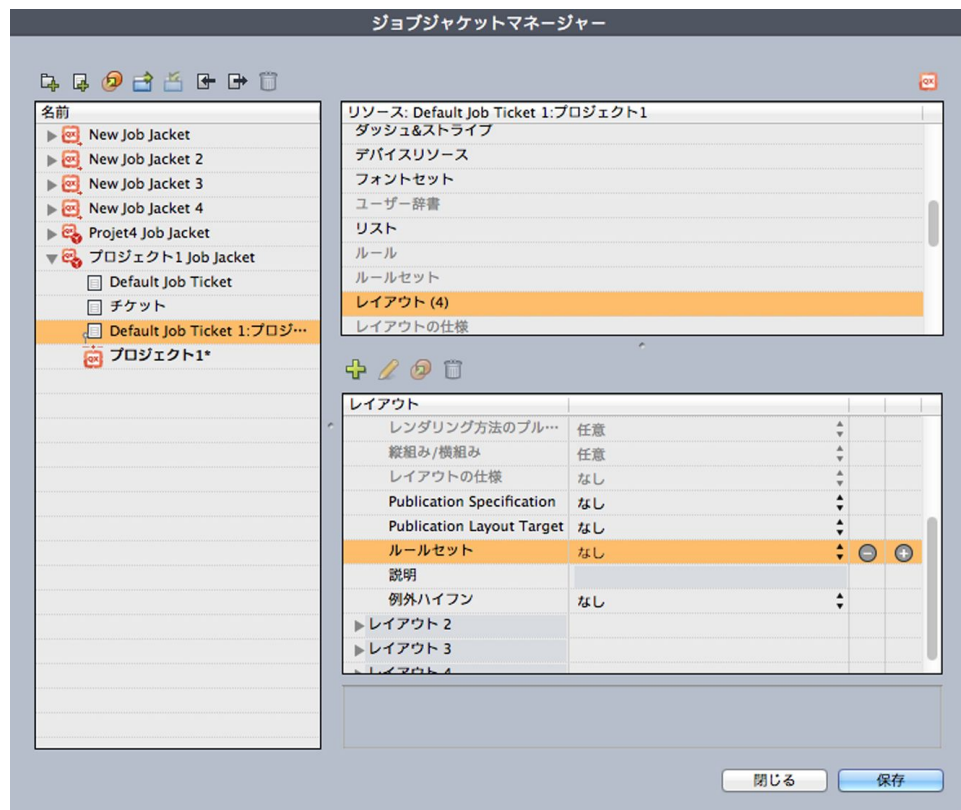 ジョブジャケットマネージャー
名前
New Job Jacket
New Job Jacket 2
New Job Jacket 3
New Job Jacket 4
Projet4 Job Jacket
プロジェクト1 Job Jacket
Default Job Ticket
チケット
Default Job Ticket 1:プロジ…
プロジェクト1*
リソース: Default Job Ticket 1:プロジェクト1
ダッシュ&ストライプ
デバイスリソース
フォントセット
ユーザー辞書
リスト
ルール
ルールセット
レイアウト (4)
レイアウトの仕様
レイアウト
レンダリング方法のプル… 任意
縦組み/横組み 任意
レイアウトの仕様 なし
Publication Specification なし
Publication Layout Target なし
ルールセット なし
説明
例外ハイフン なし
レイアウト 2
レイアウト 3
レイアウト 4
閉じる 保存